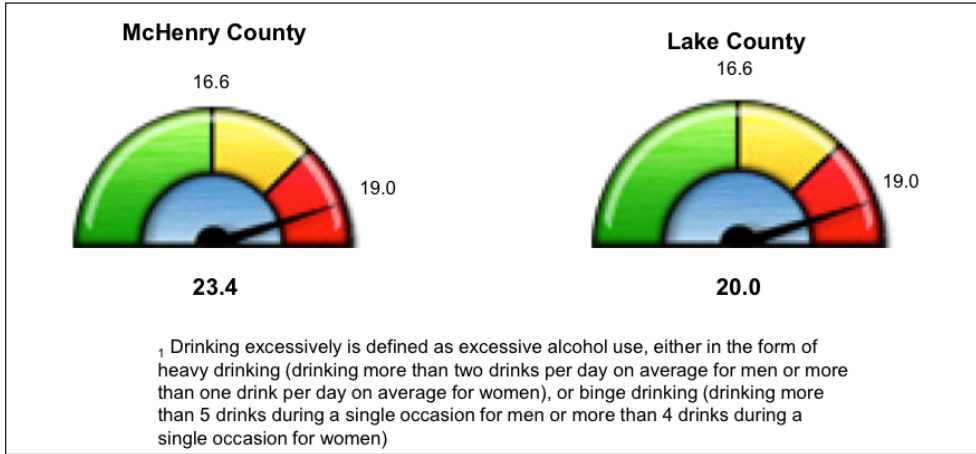 McHenry County
16.6
19.0
23.4
Lake County
16.6
19.0
20.0
1 Drinking excessively is defined as excessive alcohol use, either in the form of
heavy drinking (drinking more than two drinks per day on average for men or more
than one drink per day on average for women), or binge drinking (drinking more
than 5 drinks during a single occasion for men or more than 4 drinks during a
single occasion for women)